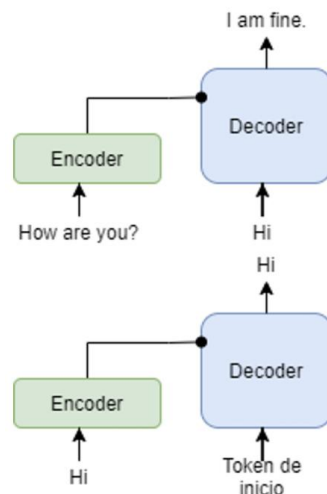 I am fine.
Decoder
Encoder
How are you?
Hi
Hi
Decoder
Encoder
Hi
Token de
inicio